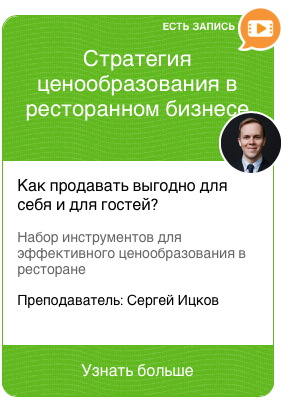 ЕСТЬ ЗАПИСЬ
Стратегия
ценообразования в
ресторанном бизнесе
Как продавать выгодно для
себя и для гостей?
Набор инструментов для
эффективного ценообразования в
ресторане
Преподаватель: Сергей Ицков
Узнать больше